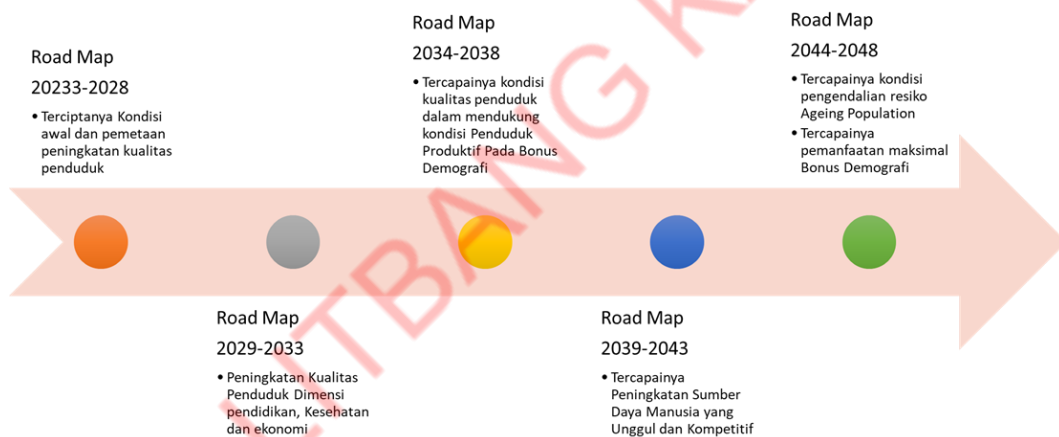 Road Map
20233-2028
• Terciptanya Kondisi
awal dan pemetaan
peningkatan kualitas
penduduk
Road Map
2029-2033
• Peningkatan Kualitas
Penduduk Dimensi
pendidikan, Kesehatan
dan ekonomi
Road Map
2034-2038
• Tercapainya kondisi
kualitas penduduk
dalam mendukung
kondisi Penduduk
Produktif Pada Bonus
Demografi
Road Map
2039-2043
• Tercapainya
Peningkatan Sumber
Daya Manusia yang
Unggul dan Kompetitif
Road Map
2044-2048
• Tercapainya kondisi
pengendalian resiko
Ageing Population
• Tercapainya
pemanfaatan maksimal
Bonus Demografi
LITBANG